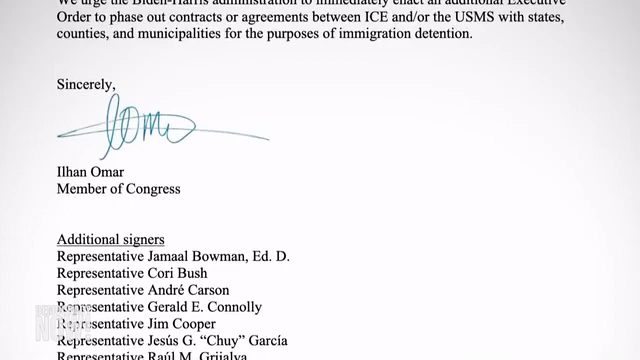 We urge the Biden-Harris administration to immediately enact an additional Executive
Order to phase out contracts or agreements between ICE and/or the USMS with states,
counties, and municipalities for the purposes of immigration detention.
Sincerely,
Ilhan Omar
Member of Congress
Additional signers
Representative Jamaal Bowman, Ed. D.
Representative Cori Bush
Representative André Carson
Representative Gerald E. Connolly
Representative Jim Cooper
Representative Jesús G. “Chuy” García
Representative Raúl M. Grijalva
NOW!